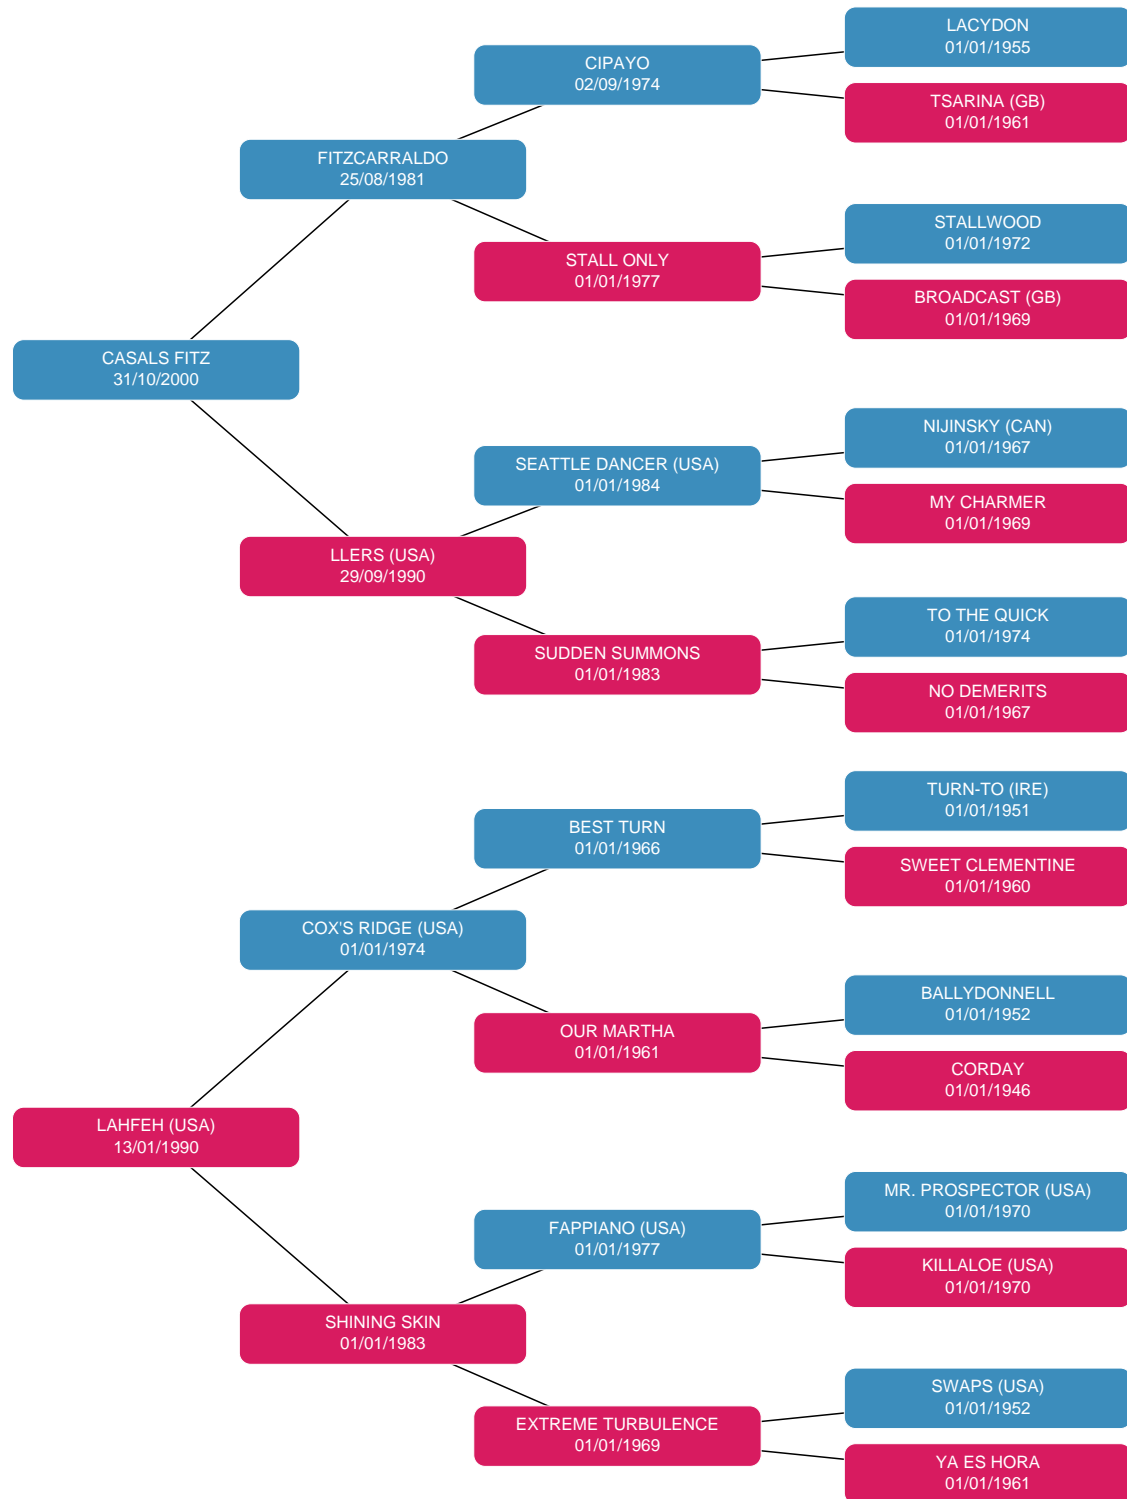 LACYDON
01/01/1955
CIPAYO
02/09/1974
TSARINA (GB)
01/01/1961
FITZCARRALDO
25/08/1981
STALLWOOD
01/01/1972
STALL ONLY
01/01/1977
BROADCAST (GB)
01/01/1969
CASALS FITZ
31/10/2000
NIJINSKY (CAN)
01/01/1967
SEATTLE DANCER (USA)
01/01/1984
MY CHARMER
01/01/1969
LLERS (USA)
29/09/1990
TO THE QUICK
01/01/1974
SUDDEN SUMMONS
01/01/1983
NO DEMERITS
01/01/1967
TURN-TO (IRE)
01/01/1951
BEST TURN
01/01/1966
SWEET CLEMENTINE
01/01/1960
COX'S RIDGE (USA)
01/01/1974
BALLYDONNELL
01/01/1952
OUR MARTHA
01/01/1961
CORDAY
01/01/1946
LAHFEH (USA)
13/01/1990
MR. PROSPECTOR (USA)
01/01/1970
FAPPIANO (USA)
01/01/1977
KILLALOE (USA)
01/01/1970
SHINING SKIN
01/01/1983
SWAPS (USA)
01/01/1952
EXTREME TURBULENCE
01/01/1969
YA ES HORA
01/01/1961